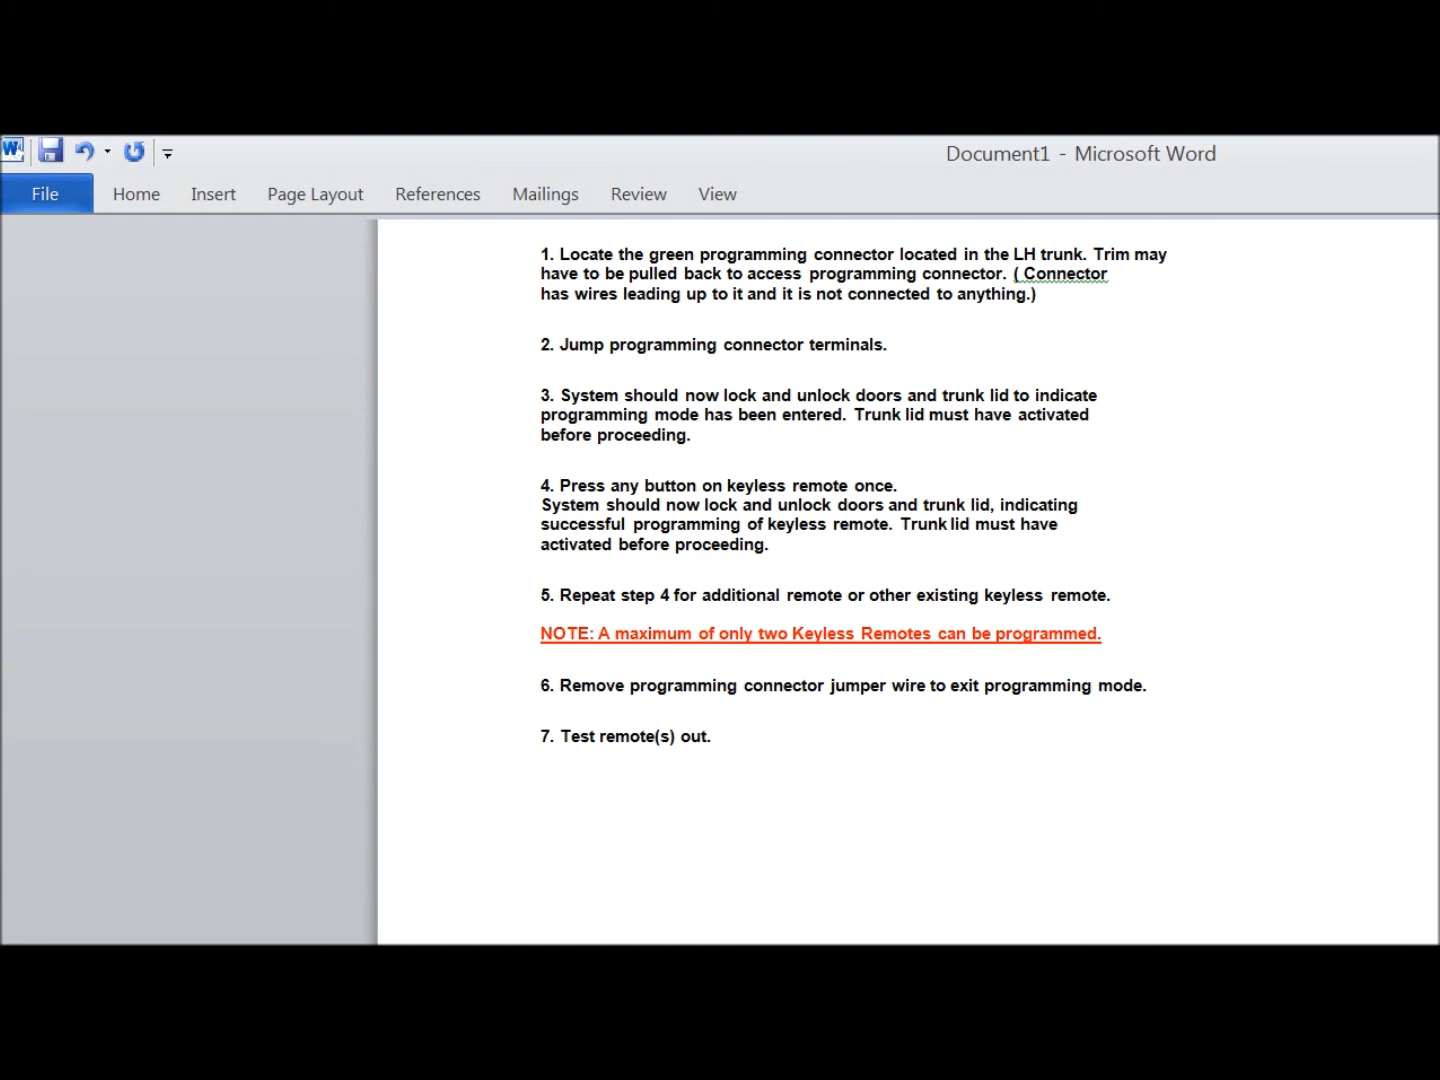 Document1 - Microsoft Word
File Home Insert Page Layout References Mailings Review View
1. Locate the green programming connector located in the LH trunk. Trim may
have to be pulled back to access programming connector. ( Connector
has wires leading up to it and it is not connected to anything.)
2. Jump programming connector terminals.
3. System should now lock and unlock doors and trunk lid to indicate
programming mode has been entered. Trunk lid must have activated
before proceeding.
4. Press any button on keyless remote once.
System should now lock and unlock doors and trunk lid, indicating
successful programming of keyless remote. Trunk lid must have
activated before proceeding.
5. Repeat step 4 for additional remote or other existing keyless remote.
NOTE: A maximum of only two Keyless Remotes can be programmed.
6. Remove programming connector jumper wire to exit programming mode.
7. Test remote(s) out.